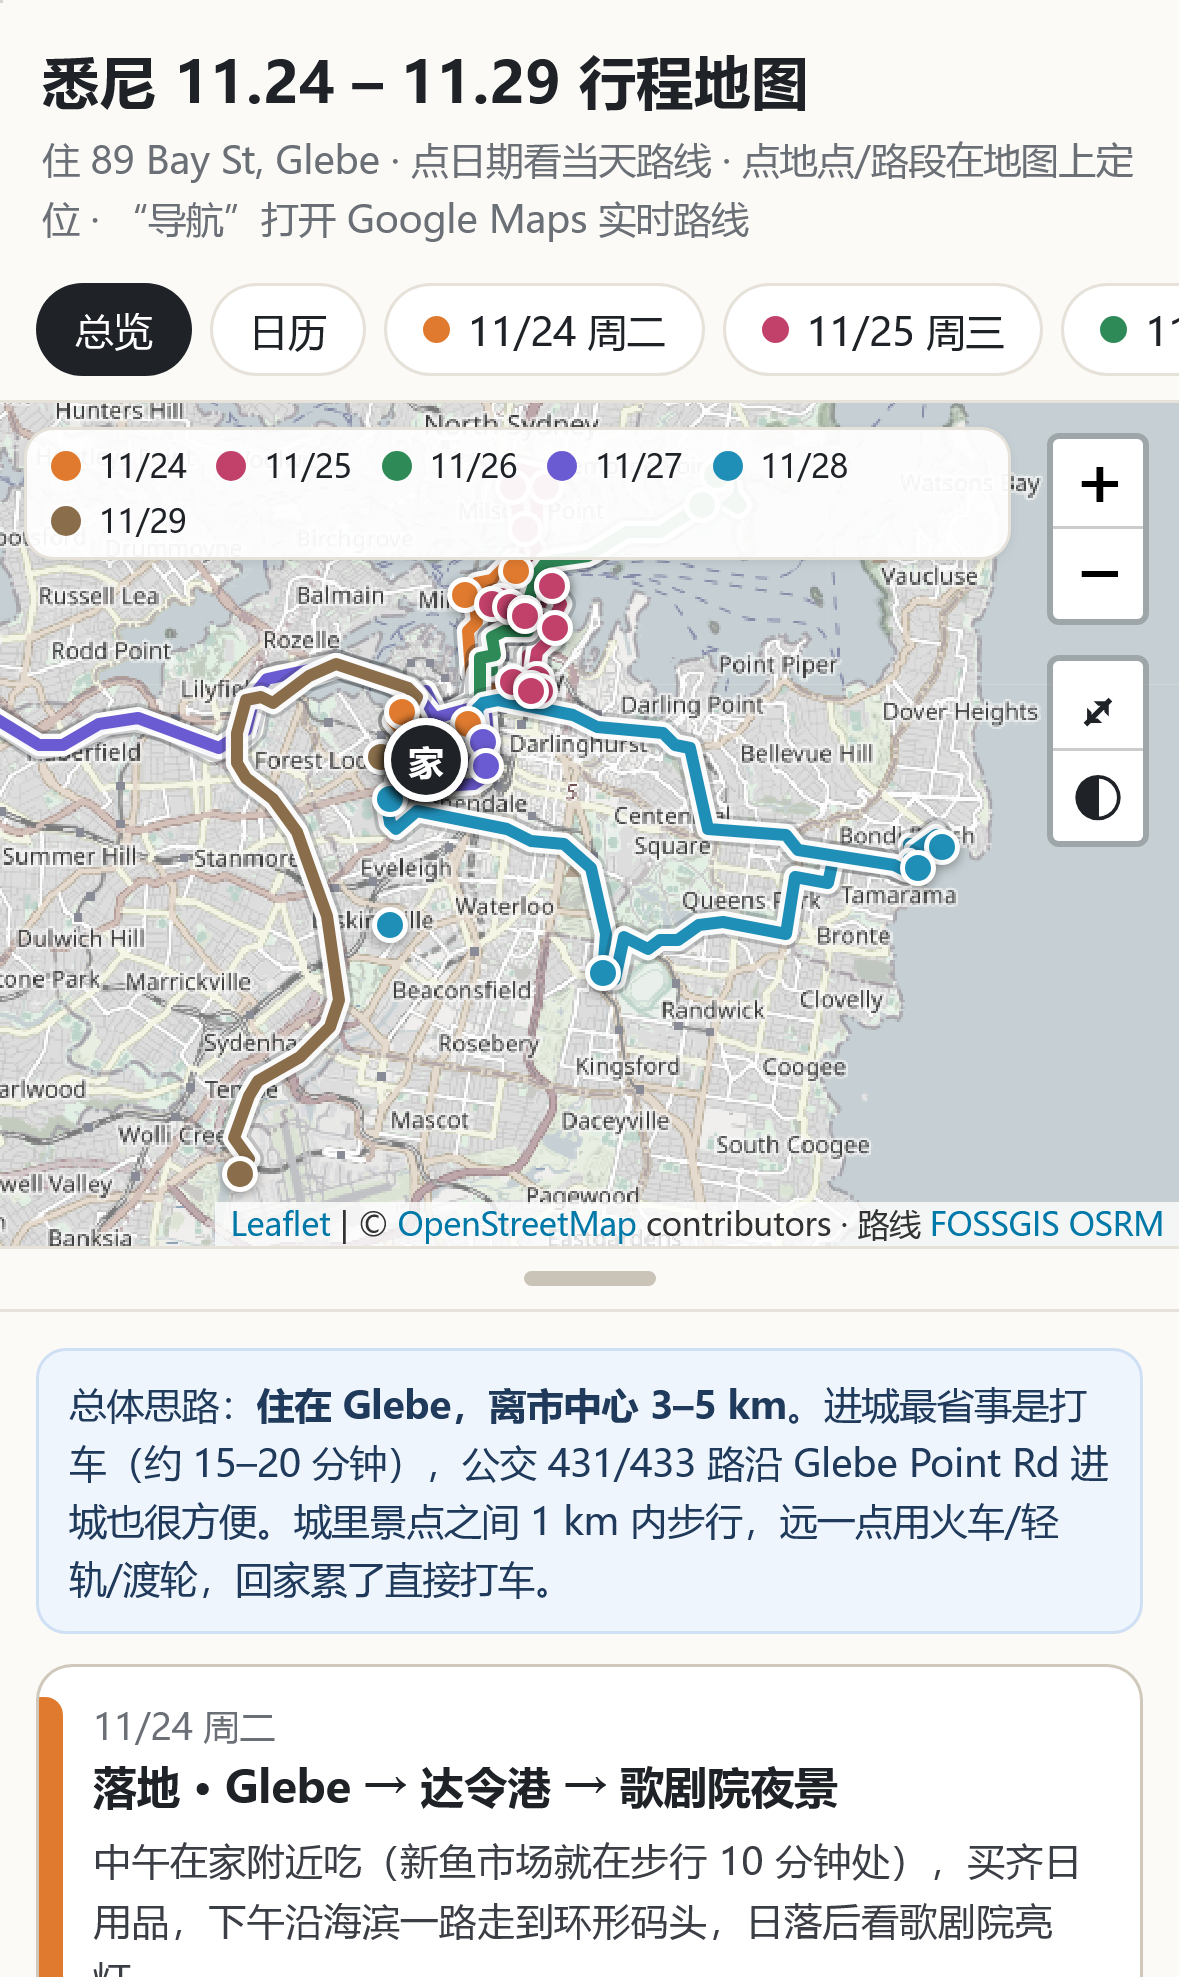 悉尼 11.24 – 11.29 行程地图
住 89 Bay St, Glebe · 点日期看当天路线 · 点地点/路段在地图上定
位 · “导航” 打开 Google Maps 实时路线
总览
日历
11/24 周二
11/25 周三
Hunters Hill
North Sydney
11/24
11/25
11/26
11/27
11/28
11/29
Watsons Bay
Drummoyne
Birchgrove
Vaucluse
Russell Lea
Balmain
Rozelle
Rodd Point
Point Piper
Darling Point
Dover Heights
Darlinghurst
Bellevue Hill
家
Summer Hill
Stanmore
Eveleigh
Square
Waterloo
Tamarama
Dulwich Hill
Bronte
Marrickville
Beaconsfield
Randwick
Clovelly
Rosebery
Kingsford
Coogee
Mascot
Daceyville
South Coogee
Pagewood
Banksia
Leaflet | © OpenStreetMap contributors · 路线 FOSSGIS OSRM
总体思路：住在 Glebe，离市中心 3–5 km。进城最省事是打
车（约 15–20 分钟），公交 431/433 路沿 Glebe Point Rd 进
城也很方便。城里景点之间 1 km 内步行，远一点用火车/轻
轨/渡轮，回家累了直接打车。
11/24 周二
落地 • Glebe → 达令港 → 歌剧院夜景
中午在家附近吃（新鱼市场就在步行 10 分钟处），买齐日
用品，下午沿海滨一路走到环形码头，日落后看歌剧院亮